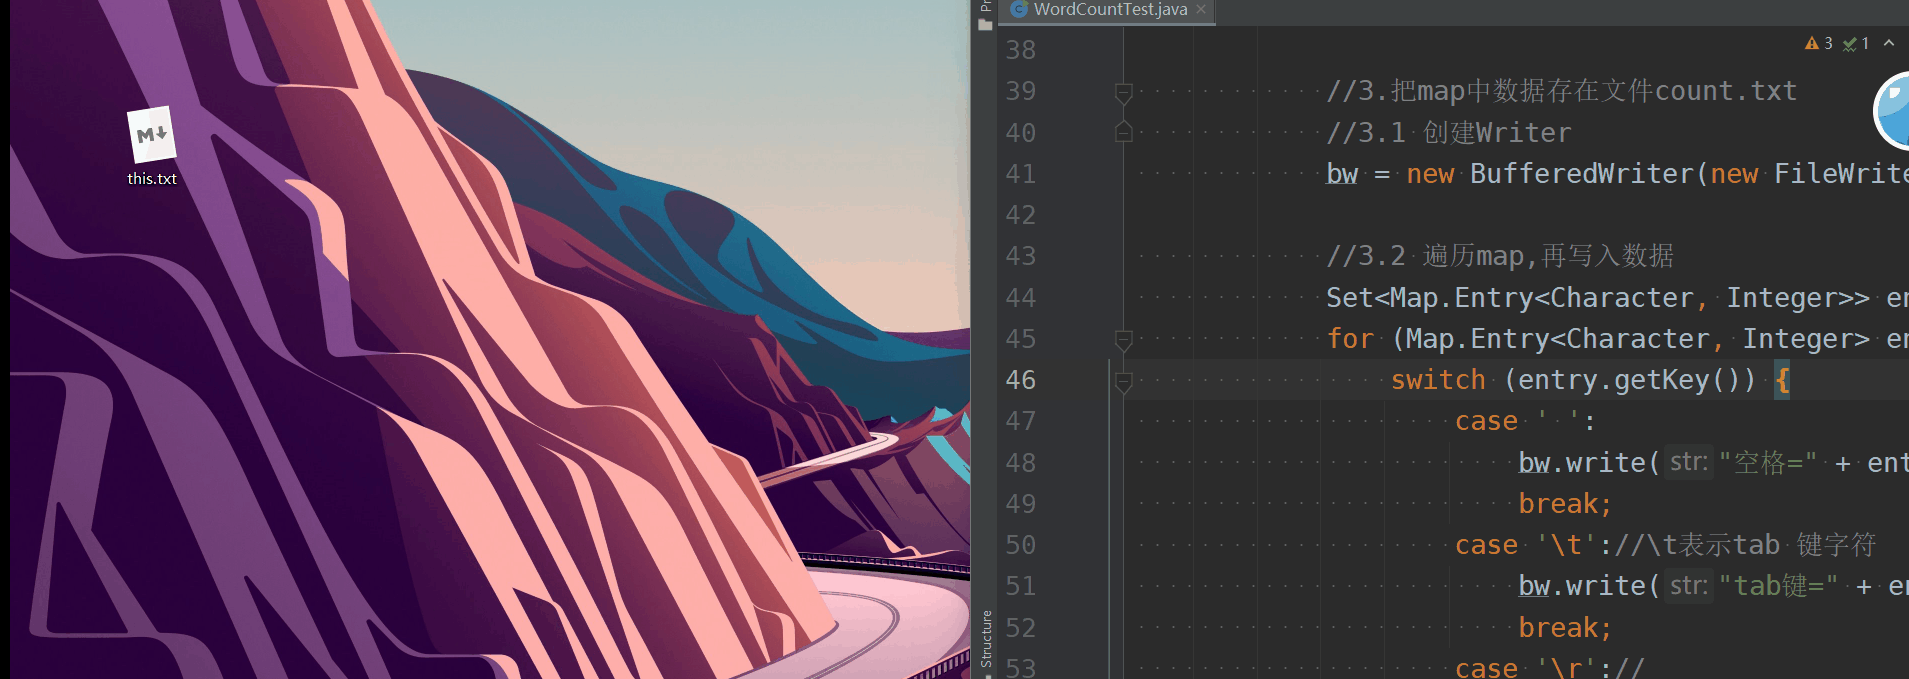 M
this.txt
WordCountTest.java
3 1
38
39 //3.把map中数据存在文件count.txt
40 //3.1 创建Writer
41 bw = new BufferedWriter(new FileWrite
42
43 //3.2 遍历map,再写入数据
44 Set<Map.Entry<Character, Integer>> en
45 for (Map.Entry<Character, Integer> en
46 switch (entry.getKey()) {
47 case ' ':
48 bw.write( str: "空格=" + ent
49 break;
50 case '\t'://\t表示tab 键字符
51 bw.write( str: "tab键=" + en
52 break;
53 case '\r'://
Structure